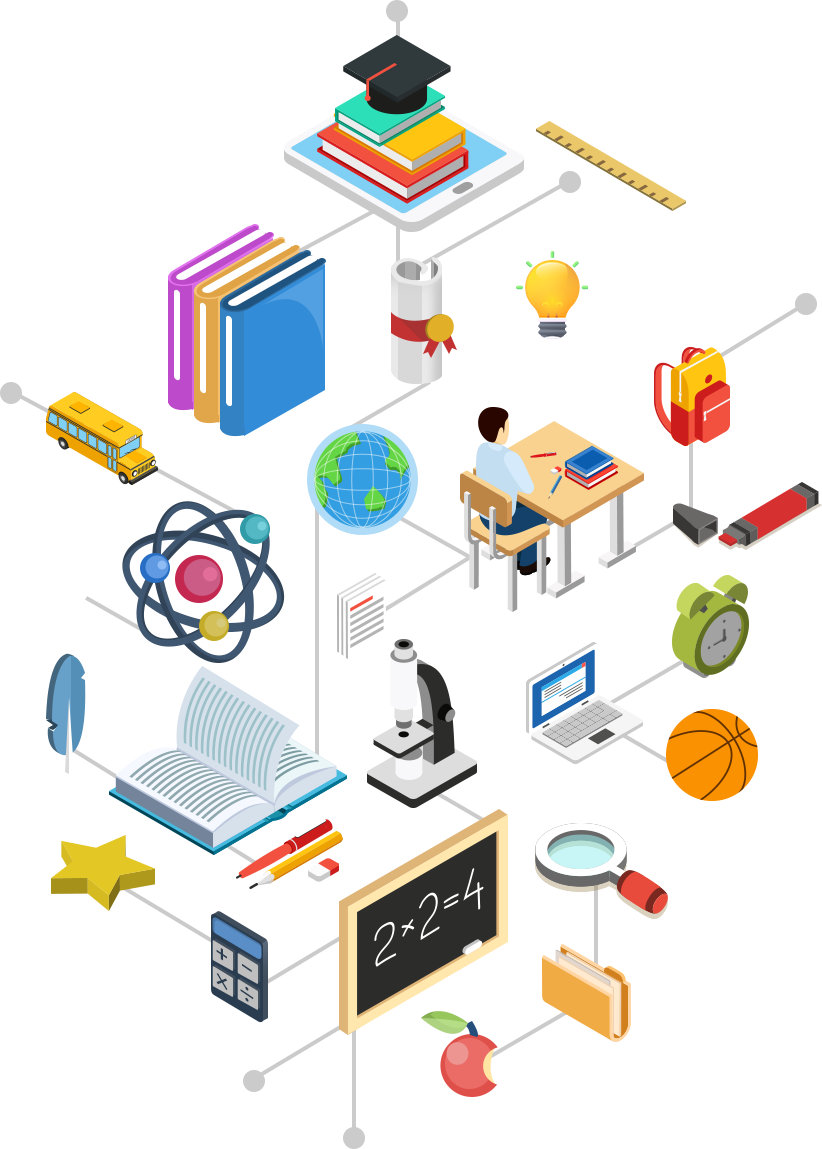 2×2=4
+ −
× ÷